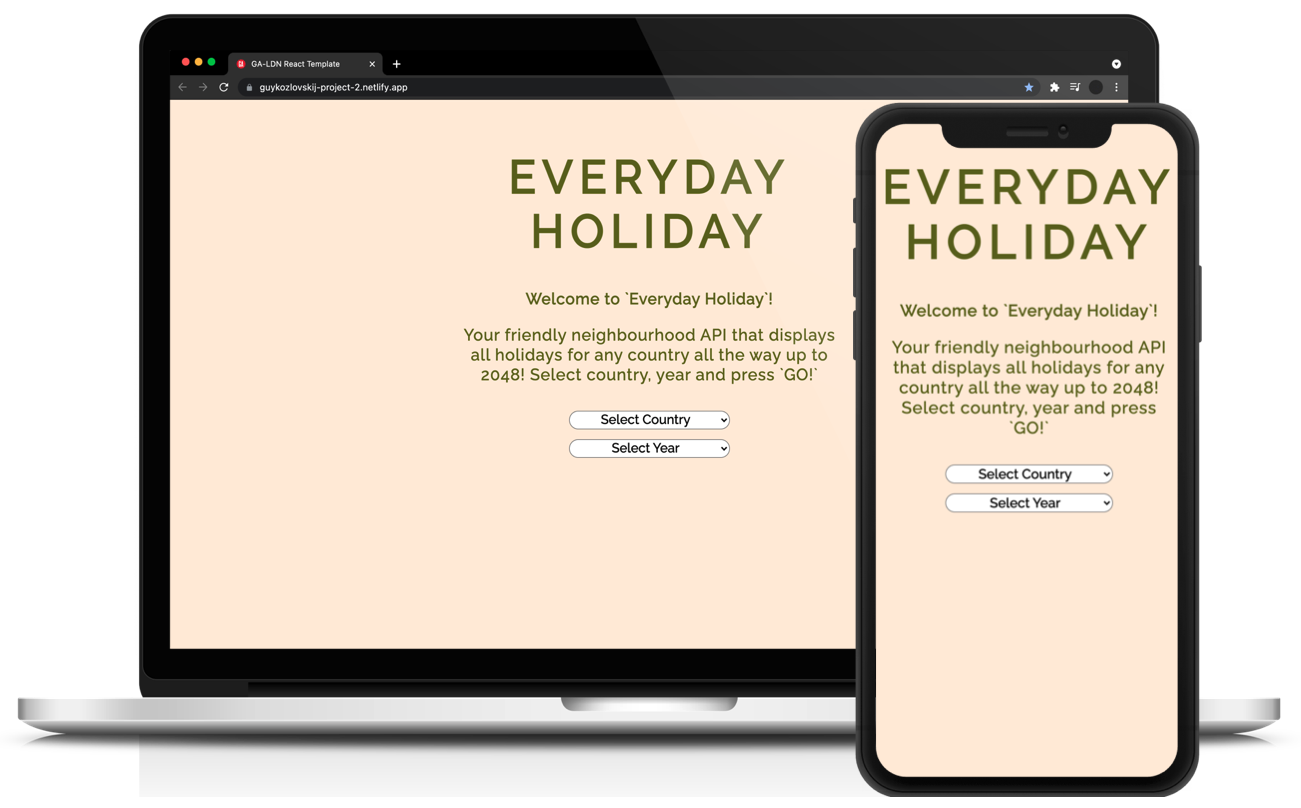 GA-LDN React Template
guykozlovskij-project-2.netlify.app
EVERYDAY
HOLIDAY
Welcome to `Everyday Holiday`!
Your friendly neighbourhood API that displays
all holidays for any country all the way up to
2048! Select country, year and press `GO!`
Select Country
Select Year
EVERYDAY
HOLIDAY
Welcome to `Everyday Holiday`!
Your friendly neighbourhood API
that displays all holidays for any
country all the way up to 2048!
Select country, year and press
`GO!`
Select Country
Select Year